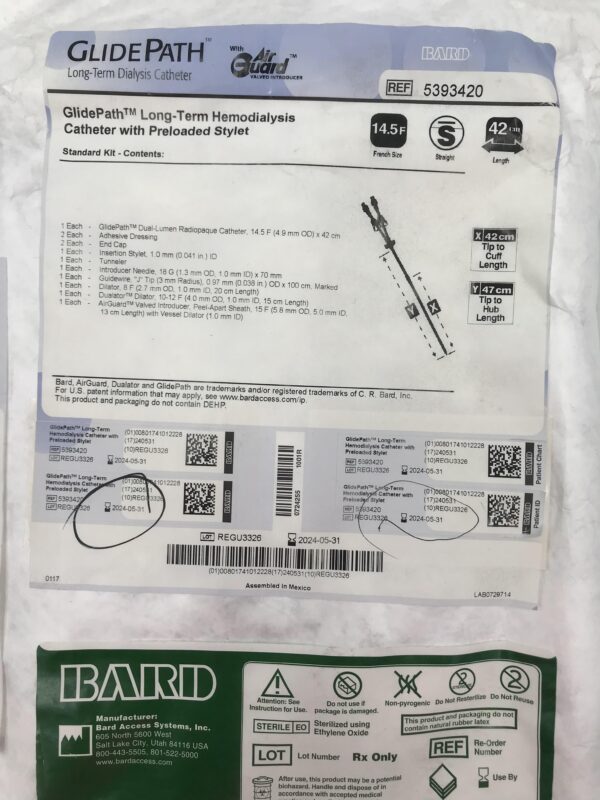 GLIDEPATH™ With Air Guard™ BARD
Long-Term Dialysis Catheter VALVED INTRODUCER
REF 5393420
GlidePath™ Long-Term Hemodialysis
Catheter with Preloaded Stylet
14.5F S 42 cm
French Size Straight Length
Standard Kit - Contents:
1 Each - GlidePath™ Dual-Lumen Radiopaque Catheter, 14.5 F (4.9 mm OD) x 42 cm
2 Each - Adhesive Dressing
2 Each - End Cap
1 Each - Insertion Stylet, 1.0 mm (0.041 in.) ID
1 Each - Tunneler
1 Each - Introducer Needle, 18 G (1.3 mm OD, 1.0 mm ID) x 70 mm
1 Each - Guidewire, "J" Tip (3 mm Radius), 0.97 mm (0.038 in.) OD x 100 cm, Marked
1 Each - Dilator, 8 F (2.7 mm OD, 1.0 mm ID, 20 cm Length)
1 Each - Dualator™ Dilator, 10-12 F (4.0 mm OD, 1.0 mm ID, 15 cm Length)
1 Each - AirGuard™ Valved Introducer, Peel-Apart Sheath, 15 F (5.8 mm OD, 5.0 mm ID,
13 cm Length) with Vessel Dilator (1.0 mm ID)
X 42 cm
Tip to
Cuff
Length
Y 47 cm
Tip to
Hub
Length
Y X
Bard, AirGuard, Dualator and GlidePath are trademarks and/or registered trademarks of C. R. Bard, Inc.
For U.S. patent information that may apply, see www.bardaccess.com/ip.
This product and packaging do not contain DEHP.
GlidePath™ Long-Term
Hemodialysis Catheter with
Preloaded Stylet
REF 5393420
LOT REGU3326 2024-05-31
(01)00801741012228
(17)240531
(10)REGU3326
BARD
GlidePath™ Long-Term
Hemodialysis Catheter with
Preloaded Stylet
REF 5393420
LOT REGU3326 2024-05-31
(01)00801741012228
(17)240531
(10)REGU3326
BARD
0724255 1001R
GlidePath™ Long-Term
Hemodialysis Catheter with
Preloaded Stylet
REF 5393420
LOT REGU3326 2024-05-31
(01)00801741012228
(17)240531
(10)REGU3326
BARD
Patient Chart
GlidePath™ Long-Term
Hemodialysis Catheter with
Preloaded Stylet
REF 5393420
LOT REGU3326 2024-05-31
(01)00801741012228
(17)240531
(10)REGU3326
BARD
Patient ID
LOT REGU3326 2024-05-31
(01)00801741012228(17)240531(10)REGU3326
0117 Assembled in Mexico LAB0729714
BARD
Manufacturer:
Bard Access Systems, Inc.
605 North 5600 West
Salt Lake City, Utah 84116 USA
800-443-5505, 801-522-5000
www.bardaccess.com
Attention: See
Instruction for Use.
Do not use if
package is damaged.
Non-pyrogenic
Do Not Resterilize
Do Not Reuse
STERILE EO Sterilized using
Ethylene Oxide
This product and packaging do not
contain natural rubber latex
LOT Lot Number Rx Only
REF Re-Order
Number
After use, this product may be a potential
biohazard. Handle and dispose of in
accordance with accepted medical
Use By